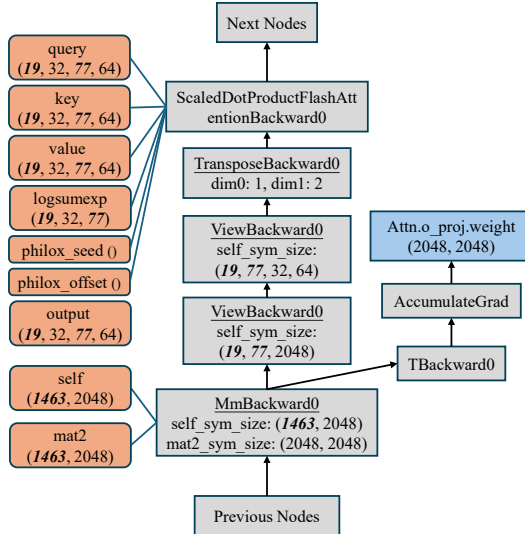 Next Nodes
query
(19, 32, 77, 64)
key
(19, 32, 77, 64)
value
(19, 32, 77, 64)
logsumexp
(19, 32, 77)
philox_seed ()
philox_offset ()
output
(19, 32, 77, 64)
ScaledDotProductFlashAtt
entionBackward0
TransposeBackward0
dim0: 1, dim1: 2
ViewBackward0
self_sym_size:
(19, 77, 32, 64)
ViewBackward0
self_sym_size:
(19, 77, 2048)
Attn.o_proj.weight
(2048, 2048)
AccumulateGrad
TBackward0
self
(1463, 2048)
mat2
(1463, 2048)
MmBackward0
self_sym_size: (1463, 2048)
mat2_sym_size: (2048, 2048)
Previous Nodes